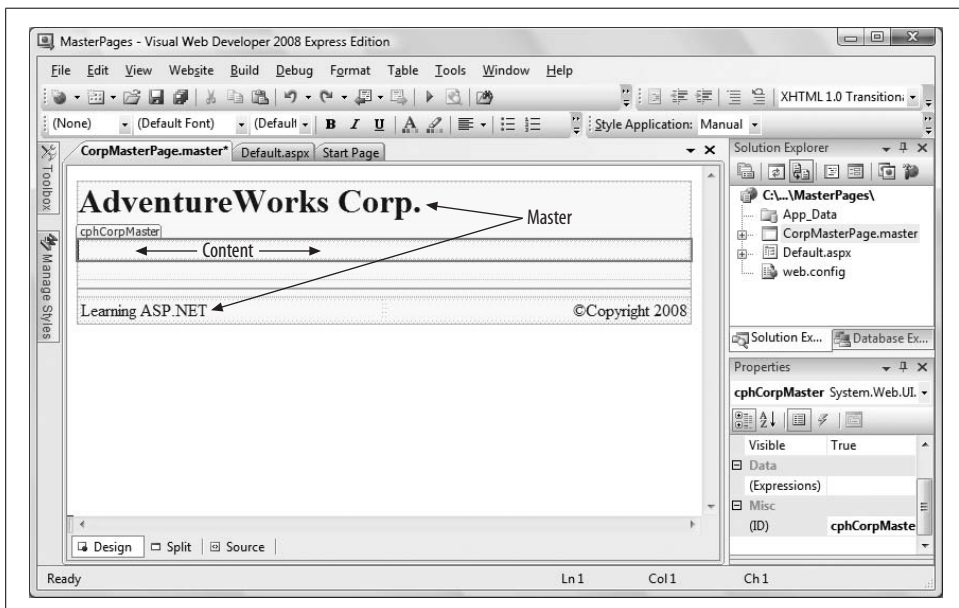 MasterPages - Visual Web Developer 2008 Express Edition
File Edit View Website Build Debug Format Table Tools Window Help
XHTML 1.0 Transition:
(None) (Default Font) (Default B I U A Style Application: Manual
Toolbox
Manage Styles
CorpMasterPage.master* Default.aspx Start Page
AdventureWorks Corp.
Master
cphCorpMaster
Content
Learning ASP.NET
©Copyright 2008
Design Split Source
Solution Explorer
C:\...\MasterPages\
App_Data
CorpMasterPage.master
Default.aspx
web.config
Solution Ex... Database Ex...
Properties
cphCorpMaster System.Web.UI.
Visible True
Data
(Expressions)
Misc
(ID) cphCorpMaste
Ready Ln 1 Col 1 Ch 1